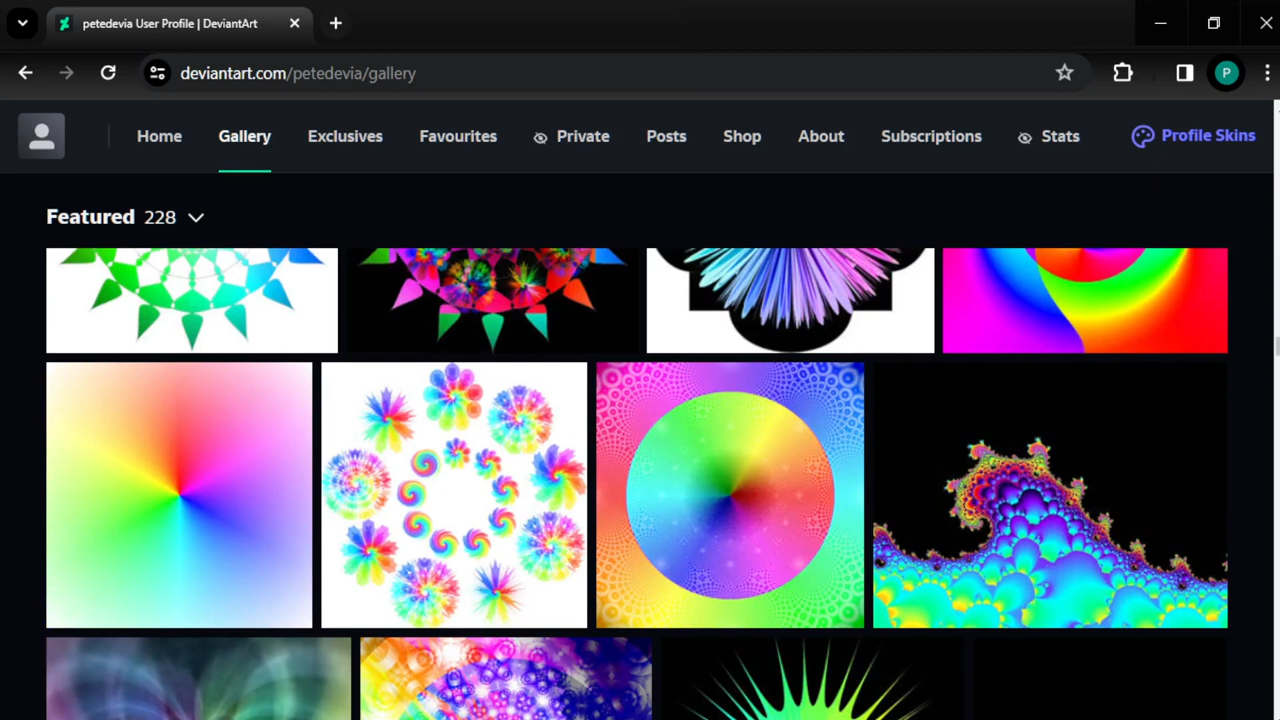 petedevia User Profile | DeviantArt
deviantart.com/petedevia/gallery
P
Home Gallery Exclusives Favourites Private Posts Shop About Subscriptions Stats Profile Skins
Featured 228